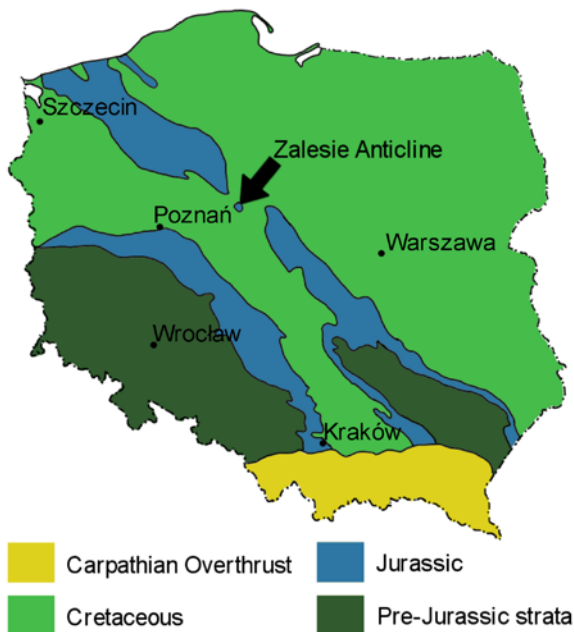 Szczecin
Zalesie Anticline
Poznań
Warszawa
Wrocław
Kraków
Carpathian Overthrust
Jurassic
Cretaceous
Pre-Jurassic strata